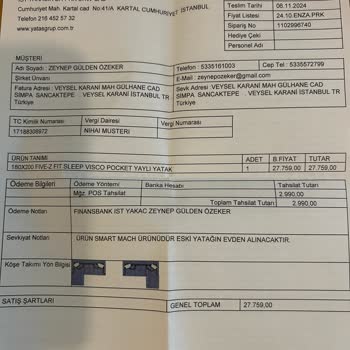 Cumhuriyet Mah. Kartal cad No:41A KARTAL CUMHURİYET İSTANBUL
Telefon 216 452 57 32
www.yatasgrup.com.tr
Teslim Tarihi 06.11.2024
Fiyat Listesi 24.10.ENZA.PRK
Sipariş No 1102996740
Hediye Çeki
Personel Adı
MÜŞTERİ
Adı Soyadı : ZEYNEP GÜLDEN ÖZEKER
Telefon : 5335161003 Cep Tel : 5335572799
Şirket Ünvanı
E-Mail : zeynepozeker@gmail.com
Fatura Adresi : VEYSEL KARANİ MAH GÜLHANE CAD
SİMPA SANCAKTEPE . VEYSEL KARANİ İSTANBUL TR
Türkiye
Sevk Adresi : VEYSEL KARANİ MAH GÜLHANE CAD
SİMPA SANCAKTEPE . VEYSEL KARANİ İSTANBUL TR
Türkiye
TC Kimlik Numarası Vergi Dairesi Vergi Numarası
17188308972 NİHAİ MÜŞTERİ
ÜRÜN TANIMI ADET B.FİYAT TUTAR
180X200 FIVE-Z FIT SLEEP VISCO POCKET YAYLI YATAK 1 27.759,00 27.759,00
Ödeme Bilgileri Ödeme Yöntemi Banka Hesabı Tahsilat Tutarı
Mğz. POS Tahsilat 2.990,00
Toplam Tahsilat Tutarı 2.990,00
Ödeme Notları FINANSBANK IST YAKAC ZEYNEP GÜLDEN ÖZEKER
Sevkiyat Notları ÜRÜN SMART MACH ÜRÜNÜDÜR ESKİ YATAĞIN EVDEN ALINACAKTIR.
Köşe Takımı Yön Bilgisi
SATIŞ ŞARTLARI GENEL TOPLAM 27.759,00